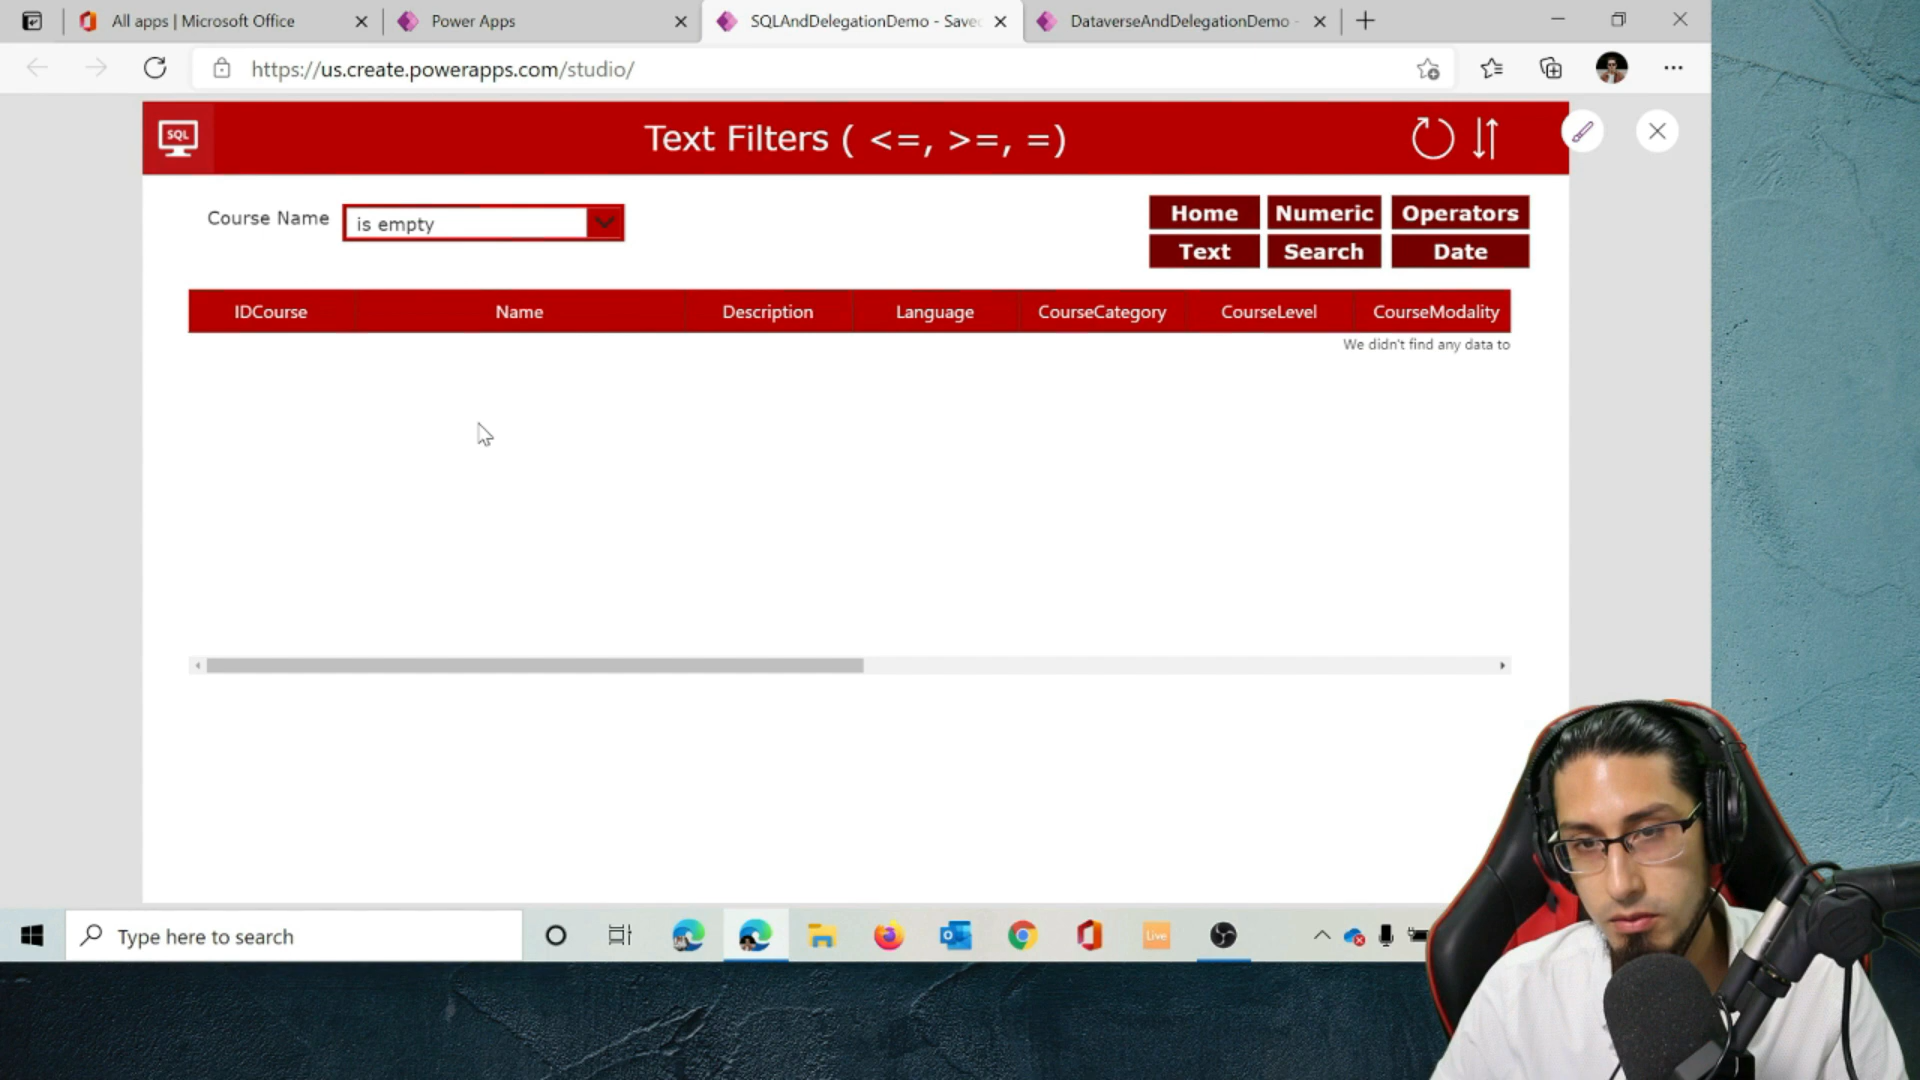 All apps | Microsoft Office
Power Apps
SQLAndDelegationDemo - Saved
DataverseAndDelegationDemo -
https://us.create.powerapps.com/studio/
SQL
Text Filters ( <=, >=, =)
Course Name
is empty
Home
Numeric
Operators
Text
Search
Date
IDCourse
Name
Description
Language
CourseCategory
CourseLevel
CourseModality
We didn't find any data to
Type here to search
Live